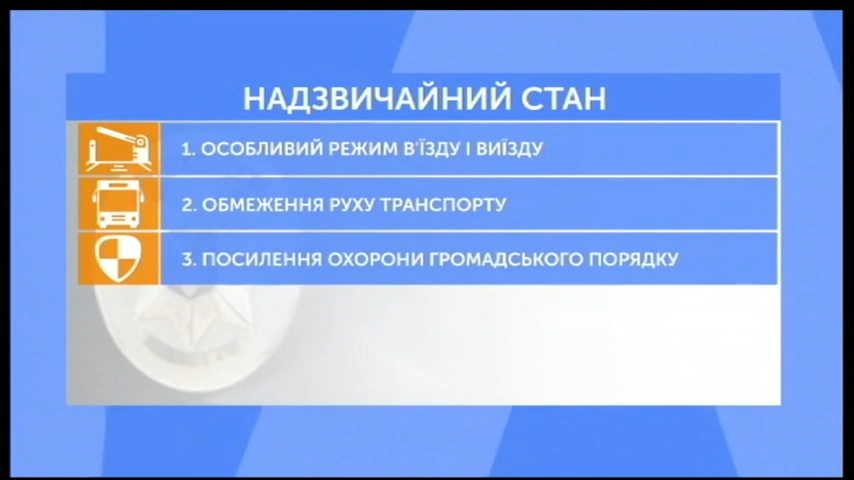 НАДЗВИЧАЙНИЙ СТАН
1. ОСОБЛИВИЙ РЕЖИМ В'ЇЗДУ І ВИЇЗДУ
2. ОБМЕЖЕННЯ РУХУ ТРАНСПОРТУ
3. ПОСИЛЕННЯ ОХОРОНИ ГРОМАДСЬКОГО ПОРЯДКУ